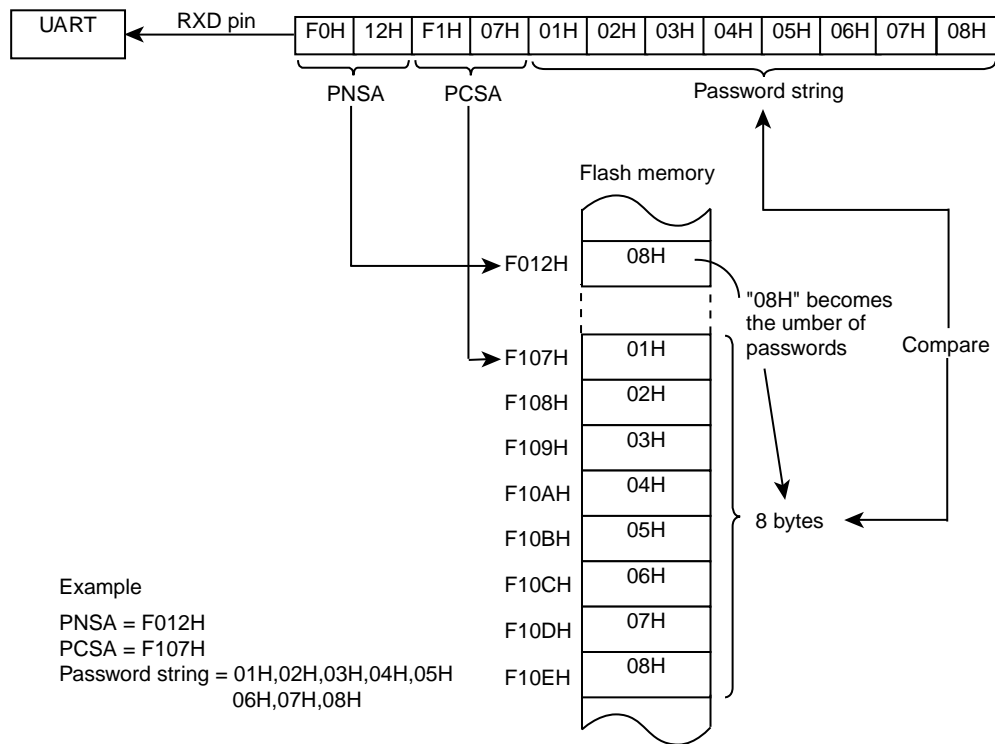 UART
RXD pin
F0H 12H F1H 07H 01H 02H 03H 04H 05H 06H 07H 08H
PNSA
PCSA
Password string
Flash memory
F012H
08H
"08H" becomes
the umber of
passwords
Compare
F107H
01H
F108H
02H
F109H
03H
F10AH
04H
F10BH
05H
F10CH
06H
F10DH
07H
F10EH
08H
8 bytes
Example
PNSA = F012H
PCSA = F107H
Password string = 01H,02H,03H,04H,05H
06H,07H,08H